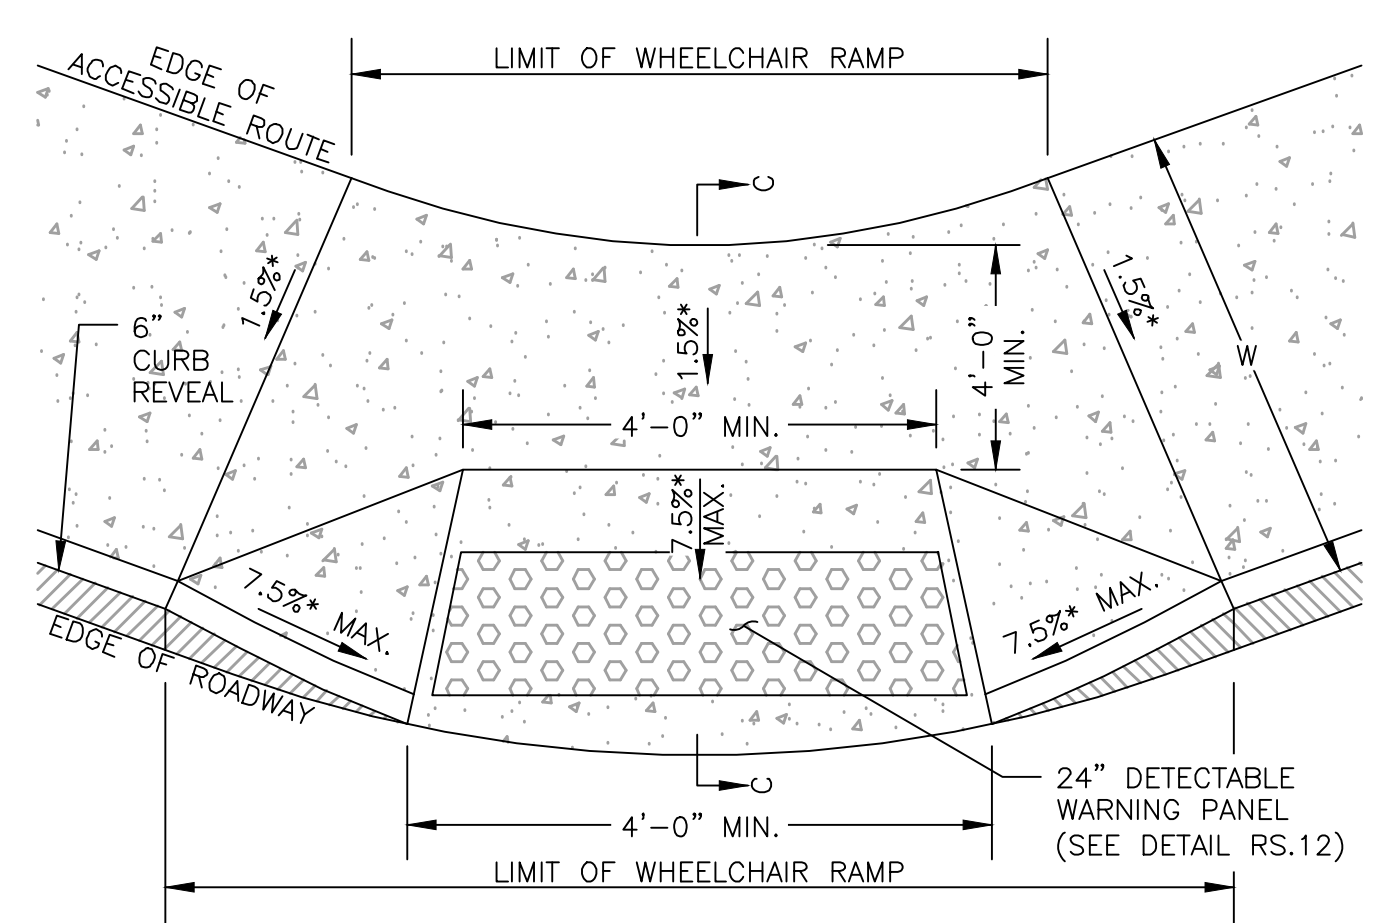 LIMIT OF WHEELCHAIR RAMP
EDGE OF
ACCESSIBLE ROUTE
C
1.5%*
1.5%*
1.5%*
6”
CURB
REVEAL
4'-0”
MIN.
W
4'-0” MIN.
7.5%*
MAX.
7.5%* MAX.
7.5%* MAX.
EDGE OF ROADWAY
C
24” DETECTABLE
WARNING PANEL
(SEE DETAIL RS.12)
4'-0” MIN.
LIMIT OF WHEELCHAIR RAMP